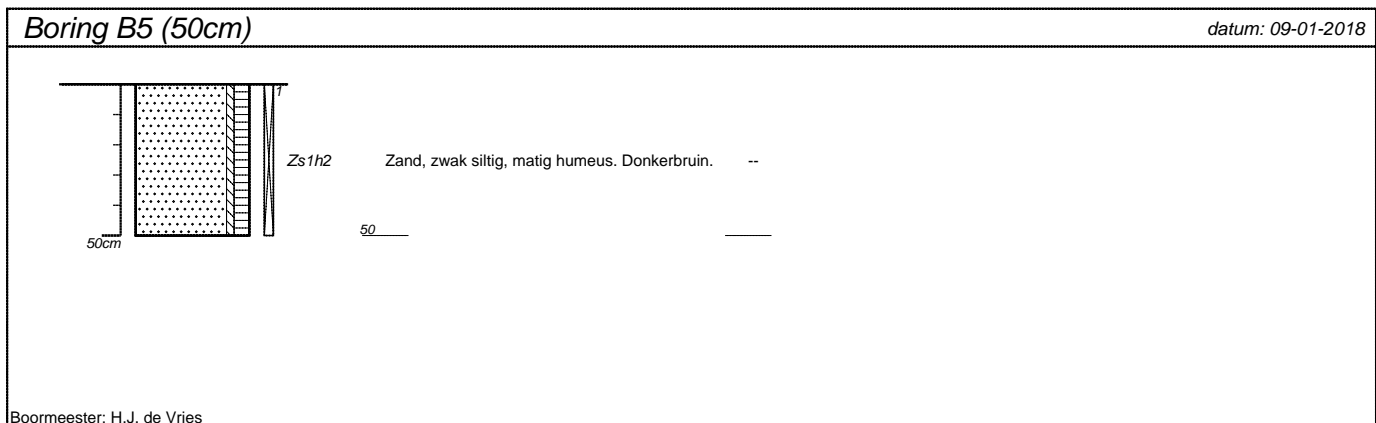 Boring B5 (50cm) datum: 09-01-2018
1
Zs1h2 Zand, zwak siltig, matig humeus. Donkerbruin. --
50cm 50
Boormeester: H.J. de Vries